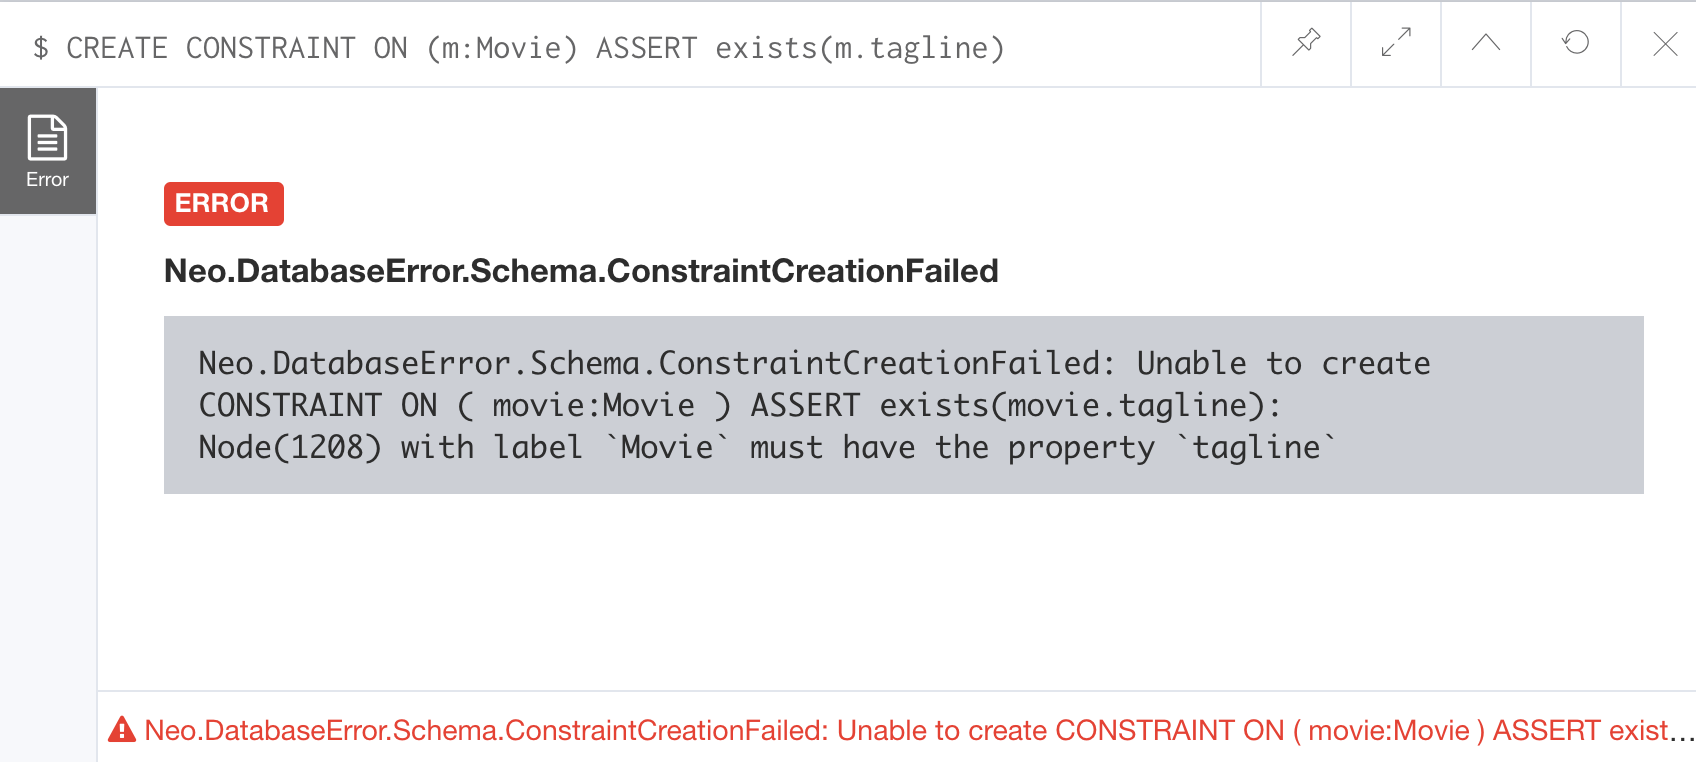 $ CREATE CONSTRAINT ON (m:Movie) ASSERT exists(m.tagline)
Error
ERROR
Neo.DatabaseError.Schema.ConstraintCreationFailed
Neo.DatabaseError.Schema.ConstraintCreationFailed: Unable to create
CONSTRAINT ON ( movie:Movie ) ASSERT exists(movie.tagline):
Node(1208) with label `Movie` must have the property `tagline`
Neo.DatabaseError.Schema.ConstraintCreationFailed: Unable to create CONSTRAINT ON ( movie:Movie ) ASSERT exist...